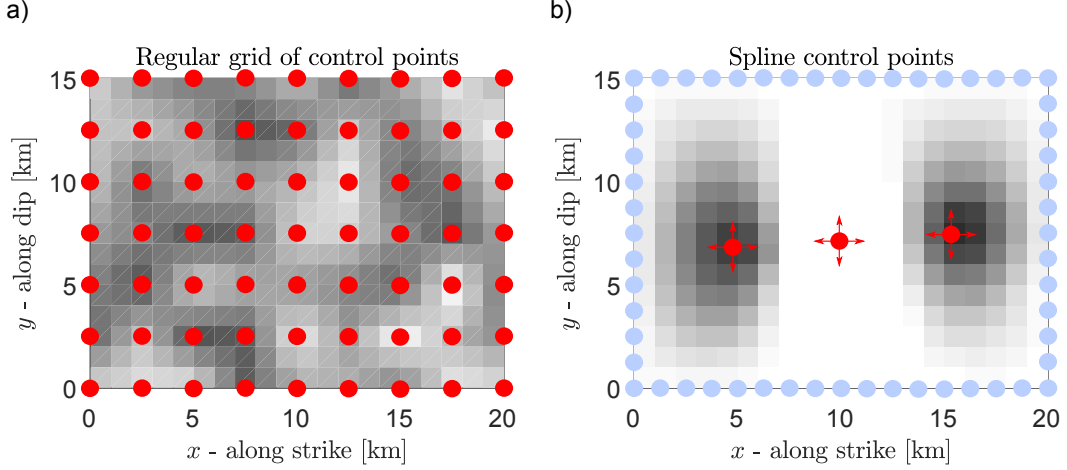 a)
Regular grid of control points
15
10
5
0
y - along dip [km]
0 5 10 15 20
x - along strike [km]
b)
Spline control points
15
10
5
0
y - along dip [km]
0 5 10 15 20
x - along strike [km]